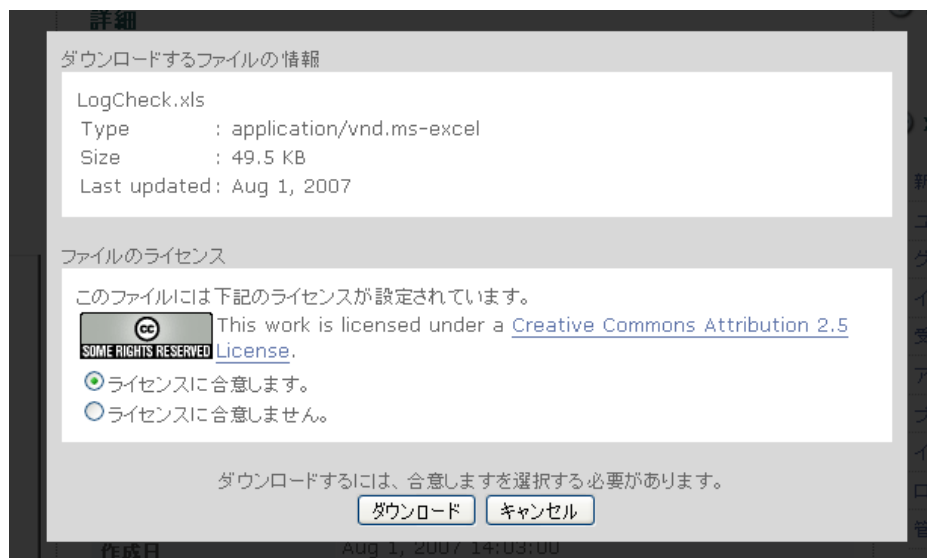 詳細
ダウンロードするファイルの情報
LogCheck.xls
Type : application/vnd.ms-excel
Size : 49.5 KB
Last updated : Aug 1, 2007
ファイルのライセンス
このファイルには下記のライセンスが設定されています。
cc
SOME RIGHTS RESERVED
This work is licensed under a Creative Commons Attribution 2.5
License.
ライセンスに合意します。
ライセンスに合意しません。
ダウンロードするには、合意しますを選択する必要があります。
ダウンロード キャンセル
作成日 Aug 1, 2007 14:03:00